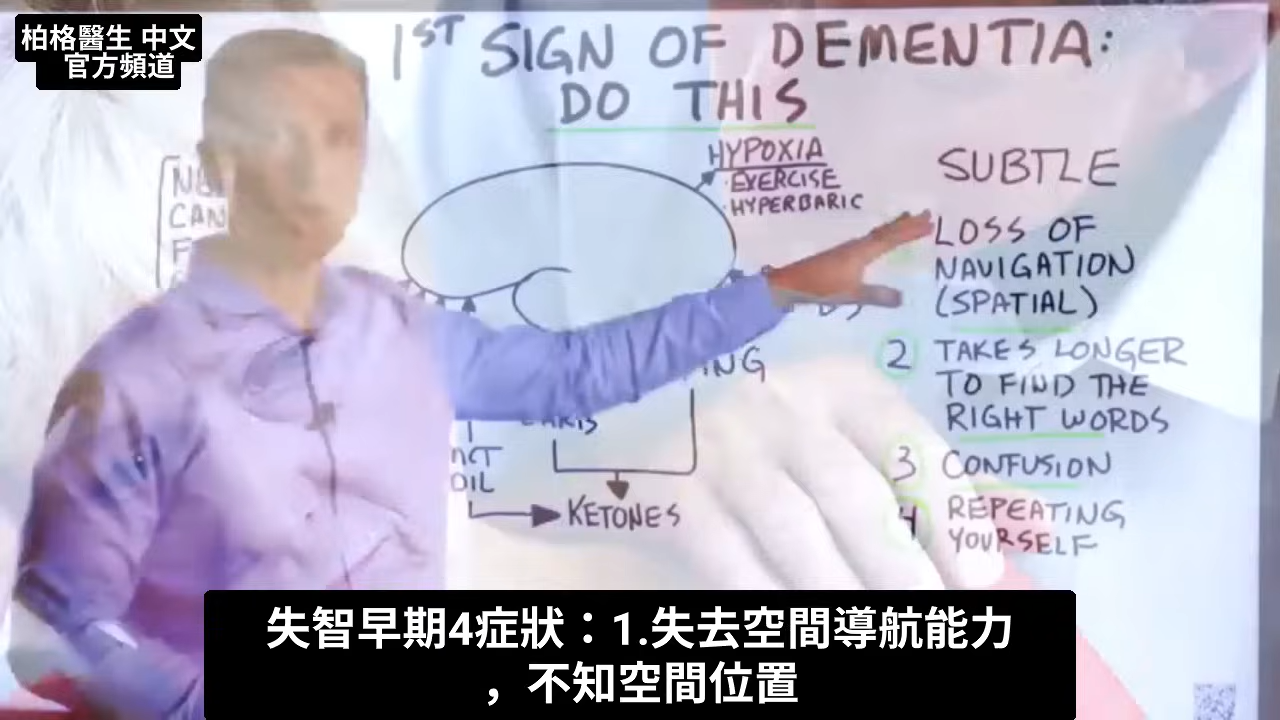 柏格醫生 中文
官方頻道
1ST SIGN OF DEMENTIA:
DO THIS
HYPOXIA
·EXERCISE
·HYPERBARIC
SUBTLE
LOSS OF
NAVIGATION
(SPATIAL)
2 TAKES LONGER
TO FIND THE
RIGHT WORDS
3 CONFUSION
4 REPEATING
YOURSELF
CAN
OIL
KETONES
失智早期4症狀：1.失去空間導航能力
，不知空間位置